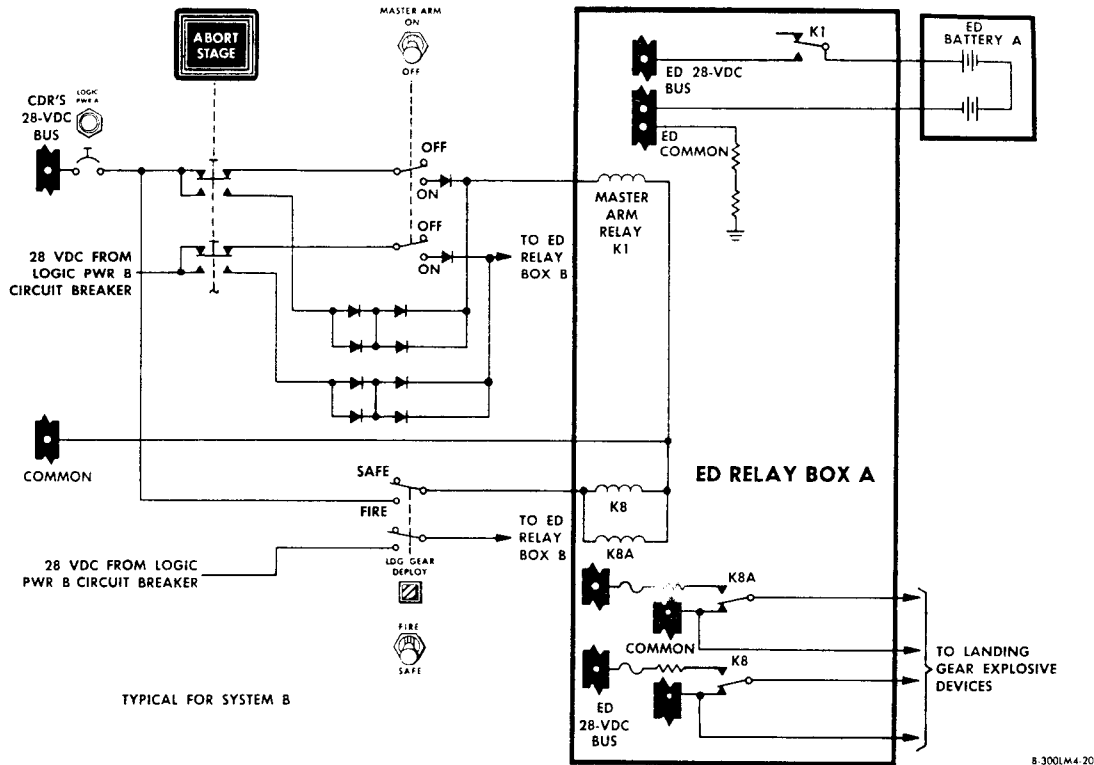 ABORT
STAGE
MASTER ARM
ON
OFF
CDR'S
28-VDC
BUS
LOGIC
PWR A
OFF
ON
OFF
ON
28 VDC FROM
LOGIC PWR B
CIRCUIT BREAKER
TO ED
RELAY
BOX B
K1
ED 28-VDC
BUS
ED
COMMON
ED
BATTERY A
MASTER
ARM
RELAY
K1
COMMON
SAFE
FIRE
28 VDC FROM LOGIC
PWR B CIRCUIT BREAKER
LDG GEAR
DEPLOY
FIRE
SAFE
TO ED
RELAY
BOX B
ED RELAY BOX A
K8
K8A
K8A
COMMON
K8
ED
28-VDC
BUS
TO LANDING
GEAR EXPLOSIVE
DEVICES
TYPICAL FOR SYSTEM B
B-300LM4-20